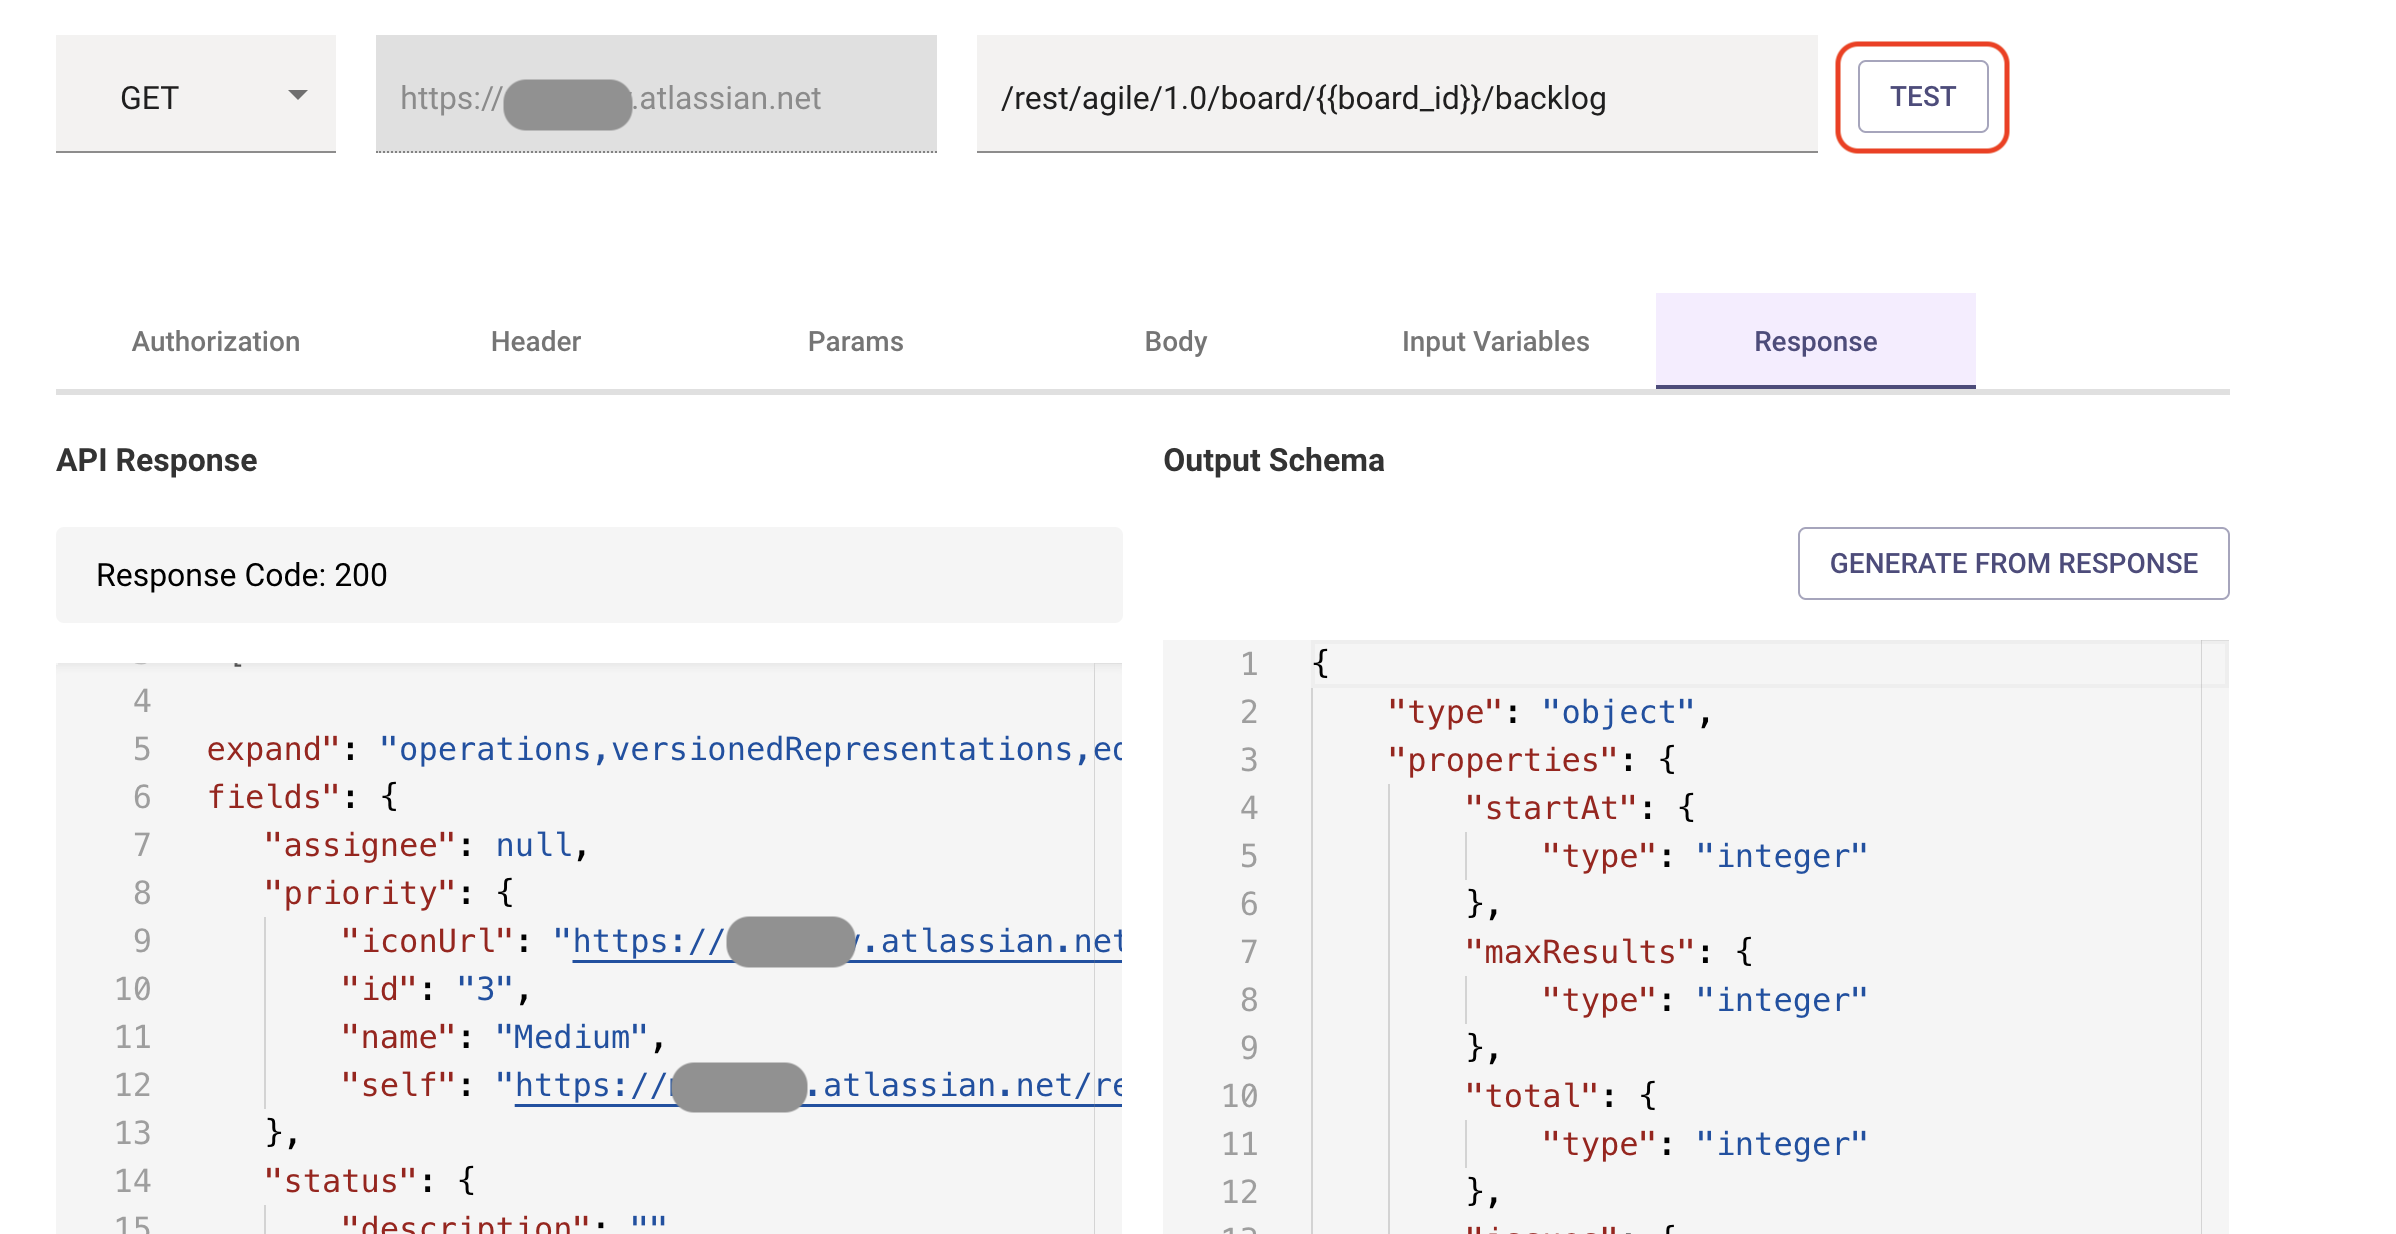 GET
https:// .atlassian.net
/rest/agile/1.0/board/{{board_id}}/backlog
TEST
Authorization
Header
Params
Body
Input Variables
Response
API Response
Response Code: 200
4
5 expand": "operations,versionedRepresentations,ed
6 fields": {
7 "assignee": null,
8 "priority": {
9 "iconUrl": "https:// .atlassian.net
10 "id": "3",
11 "name": "Medium",
12 "self": "https:// .atlassian.net/re
13 },
14 "status": {
15 "description": ""
Output Schema
GENERATE FROM RESPONSE
1 {
2 "type": "object",
3 "properties": {
4 "startAt": {
5 "type": "integer"
6 },
7 "maxResults": {
8 "type": "integer"
9 },
10 "total": {
11 "type": "integer"
12 },
13 "issues": {